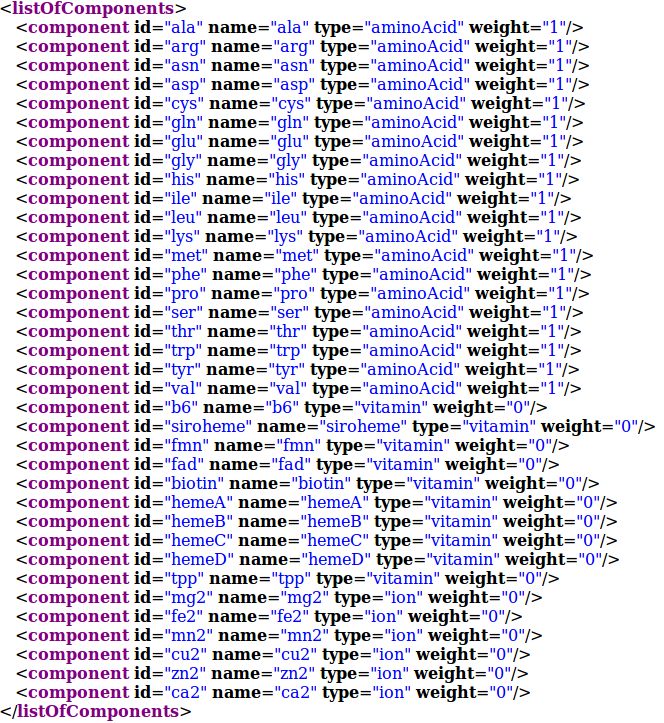 <listOfComponents>
<component id="ala" name="ala" type="aminoAcid" weight="1"/>
<component id="arg" name="arg" type="aminoAcid" weight="1"/>
<component id="asn" name="asn" type="aminoAcid" weight="1"/>
<component id="asp" name="asp" type="aminoAcid" weight="1"/>
<component id="cys" name="cys" type="aminoAcid" weight="1"/>
<component id="gln" name="gln" type="aminoAcid" weight="1"/>
<component id="glu" name="glu" type="aminoAcid" weight="1"/>
<component id="gly" name="gly" type="aminoAcid" weight="1"/>
<component id="his" name="his" type="aminoAcid" weight="1"/>
<component id="ile" name="ile" type="aminoAcid" weight="1"/>
<component id="leu" name="leu" type="aminoAcid" weight="1"/>
<component id="lys" name="lys" type="aminoAcid" weight="1"/>
<component id="met" name="met" type="aminoAcid" weight="1"/>
<component id="phe" name="phe" type="aminoAcid" weight="1"/>
<component id="pro" name="pro" type="aminoAcid" weight="1"/>
<component id="ser" name="ser" type="aminoAcid" weight="1"/>
<component id="thr" name="thr" type="aminoAcid" weight="1"/>
<component id="trp" name="trp" type="aminoAcid" weight="1"/>
<component id="tyr" name="tyr" type="aminoAcid" weight="1"/>
<component id="val" name="val" type="aminoAcid" weight="1"/>
<component id="b6" name="b6" type="vitamin" weight="0"/>
<component id="siroheme" name="siroheme" type="vitamin" weight="0"/>
<component id="fmn" name="fmn" type="vitamin" weight="0"/>
<component id="fad" name="fad" type="vitamin" weight="0"/>
<component id="biotin" name="biotin" type="vitamin" weight="0"/>
<component id="hemeA" name="hemeA" type="vitamin" weight="0"/>
<component id="hemeB" name="hemeB" type="vitamin" weight="0"/>
<component id="hemeC" name="hemeC" type="vitamin" weight="0"/>
<component id="hemeD" name="hemeD" type="vitamin" weight="0"/>
<component id="tpp" name="tpp" type="vitamin" weight="0"/>
<component id="mg2" name="mg2" type="ion" weight="0"/>
<component id="fe2" name="fe2" type="ion" weight="0"/>
<component id="mn2" name="mn2" type="ion" weight="0"/>
<component id="cu2" name="cu2" type="ion" weight="0"/>
<component id="zn2" name="zn2" type="ion" weight="0"/>
<component id="ca2" name="ca2" type="ion" weight="0"/>
</listOfComponents>